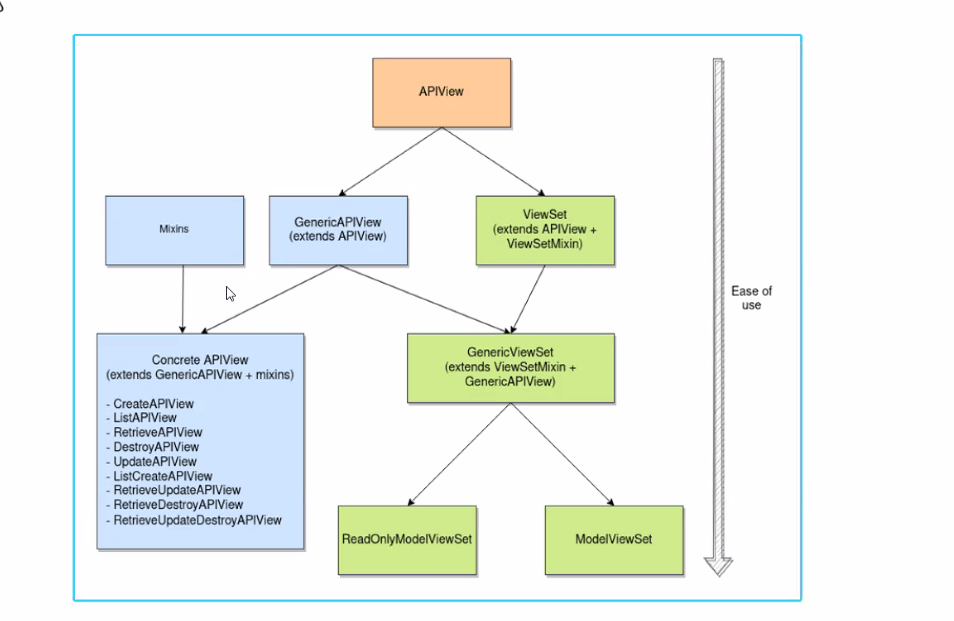 APIView
Mixins
GenericAPIView
(extends APIView)
ViewSet
(extends APIView +
ViewSetMixin)
Ease of
use
Concrete APIView
(extends GenericAPIView + mixins)
- CreateAPIView
- ListAPIView
- RetrieveAPIView
- DestroyAPIView
- UpdateAPIView
- ListCreateAPIView
- RetrieveUpdateAPIView
- RetrieveDestroyAPIView
- RetrieveUpdateDestroyAPIView
GenericViewSet
(extends ViewSetMixin +
GenericAPIView)
ReadOnlyModelViewSet
ModelViewSet